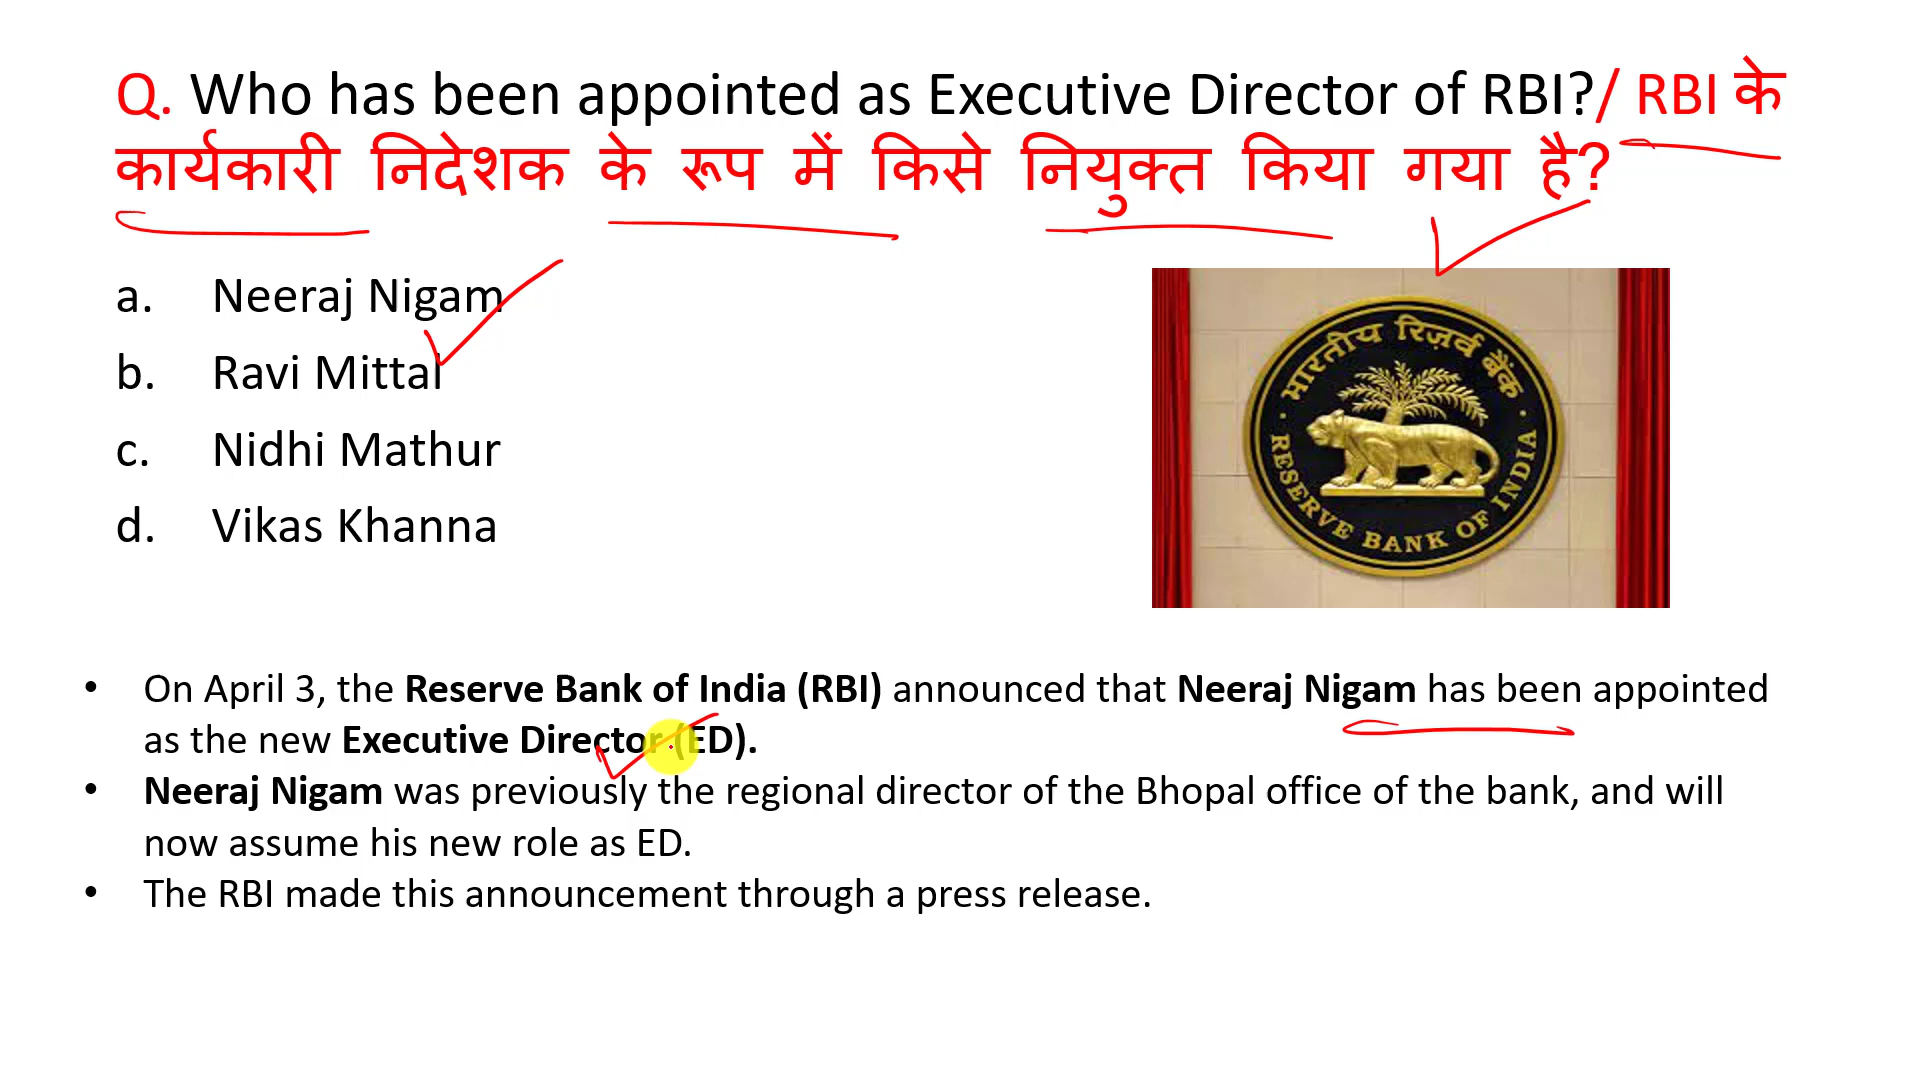 Q. Who has been appointed as Executive Director of RBI?/ RBI के
कार्यकारी निदेशक के रूप में किसे नियुक्त किया गया है?
a. Neeraj Nigam
b. Ravi Mittal
c. Nidhi Mathur
d. Vikas Khanna
भारतीय रिज़र्व बैंक
RESERVE BANK OF INDIA
• On April 3, the Reserve Bank of India (RBI) announced that Neeraj Nigam has been appointed
as the new Executive Director (ED).
• Neeraj Nigam was previously the regional director of the Bhopal office of the bank, and will
now assume his new role as ED.
• The RBI made this announcement through a press release.